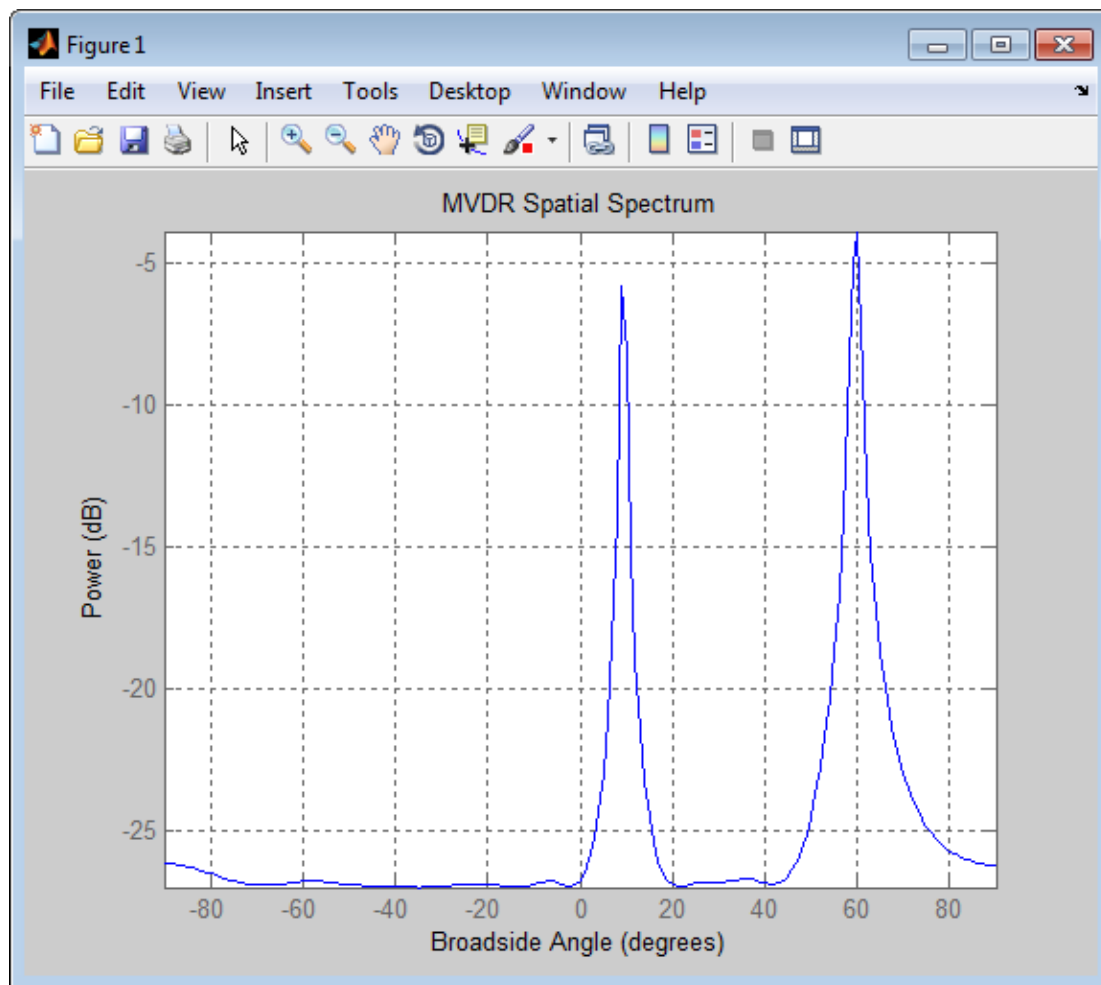 Figure 1
File Edit View Insert Tools Desktop Window Help
MVDR Spatial Spectrum
-5
-10
-15
-20
-25
Power (dB)
-80 -60 -40 -20 0 20 40 60 80
Broadside Angle (degrees)